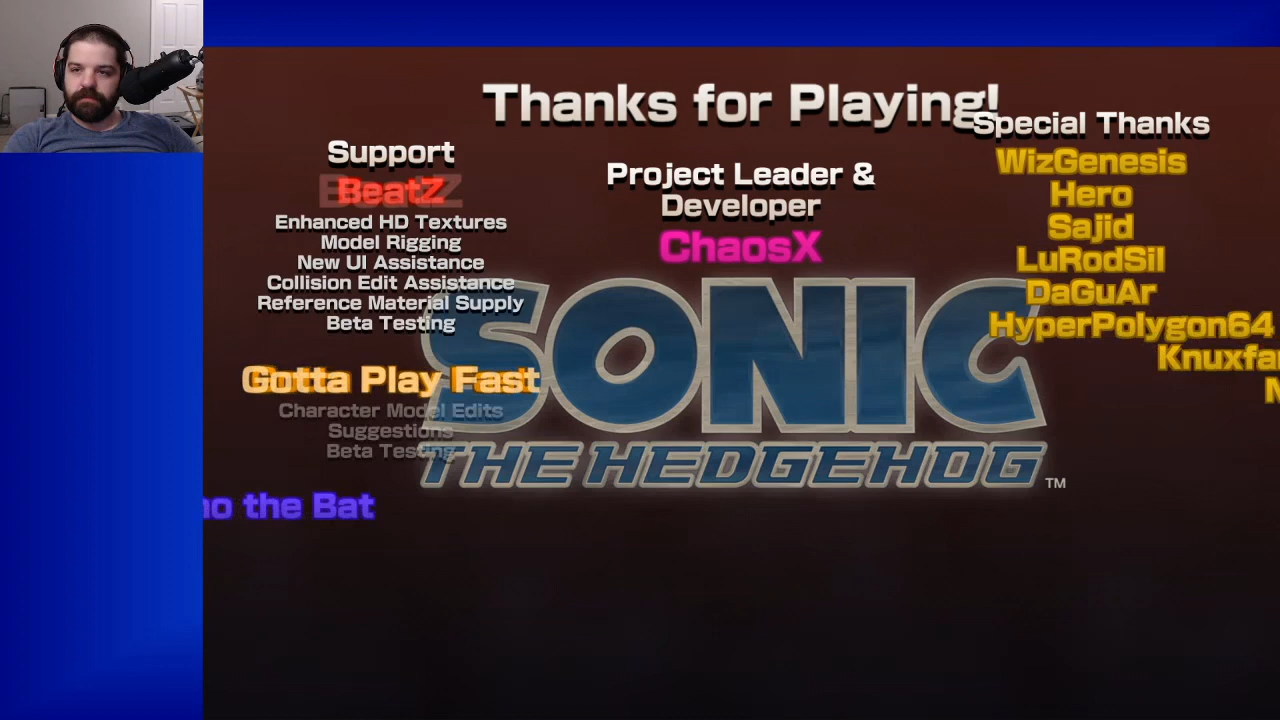 Thanks for Playing!
Support
BeatZ
Enhanced HD Textures
Model Rigging
New UI Assistance
Collision Edit Assistance
Reference Material Supply
Beta Testing
Gotta Play Fast
Character Model Edits
Suggestions
Beta Testing
the Bat
Project Leader &
Developer
ChaosX
SONIC
THE HEDGEHOG
TM
Special Thanks
WizGenesis
Hero
Sajid
LuRodSil
DaGuAr
HyperPolygon64